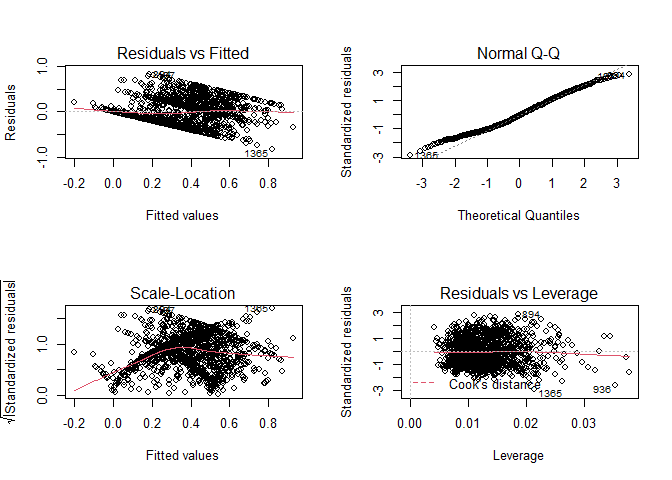 Residuals vs Fitted
Residuals
-1.0 0.0 1.0
1365
-0.2 0.0 0.2 0.4 0.6 0.8
Fitted values
Normal Q-Q
Standardized residuals
-3 -1 1 3
1365
-3 -2 -1 0 1 2 3
Theoretical Quantiles
Scale-Location
√|Standardized residuals|
0.0 1.0
1365
-0.2 0.0 0.2 0.4 0.6 0.8
Fitted values
Residuals vs Leverage
Standardized residuals
-3 -1 1 3
894
Cook's distance
1365
936
0.00 0.01 0.02 0.03
Leverage